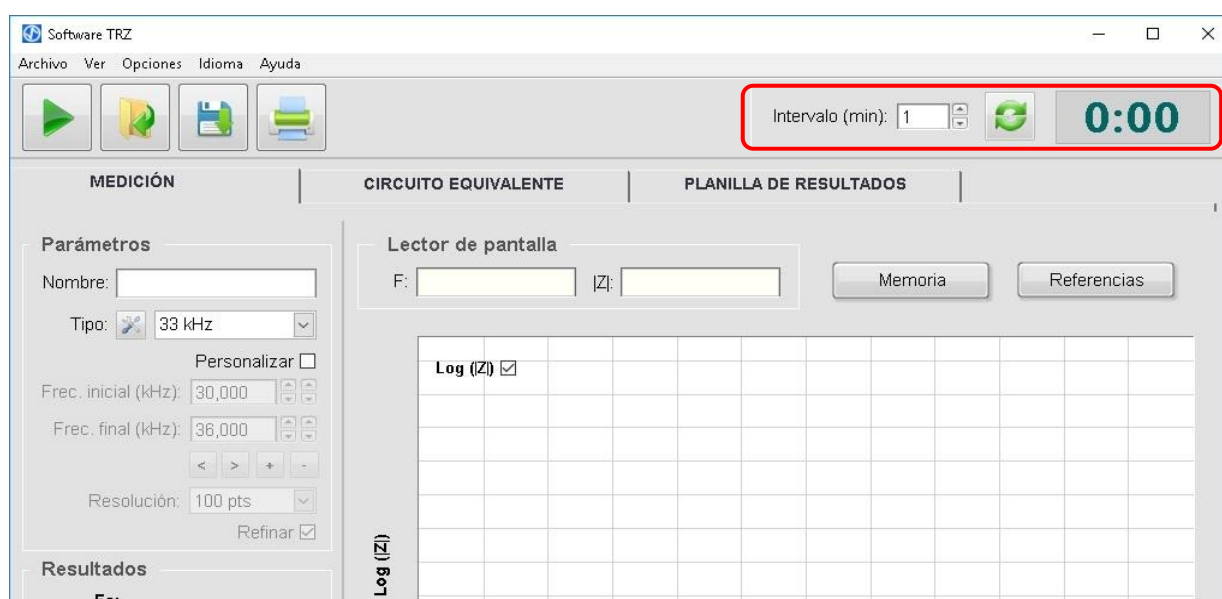 Software TRZ
Archivo Ver Opciones Idioma Ayuda
Intervalo (min): 1
0:00
MEDICIÓN
CIRCUITO EQUIVALENTE
PLANILLA DE RESULTADOS
Parámetros
Nombre:
Tipo: 33 kHz
Personalizar
Frec. inicial (kHz): 30,000
Frec. final (kHz): 36,000
< > + -
Resolución: 100 pts
Refinar
Resultados
Lector de pantalla
F: |Z|:
Memoria
Referencias
Log (|Z|)
Log (|Z|)